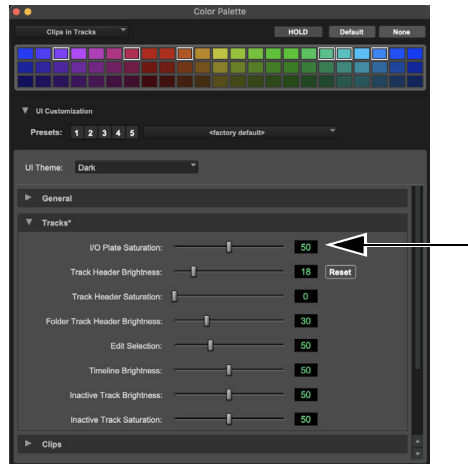 Color Palette
Clips in Tracks HOLD Default None
UI Customization
Presets: 1 2 3 4 5 <factory default>
UI Theme: Dark
General
Tracks*
I/O Plate Saturation: 50
Track Header Brightness: 18 Reset
Track Header Saturation: 0
Folder Track Header Brightness: 30
Edit Selection: 50
Timeline Brightness: 50
Inactive Track Brightness: 50
Inactive Track Saturation: 50
Clips